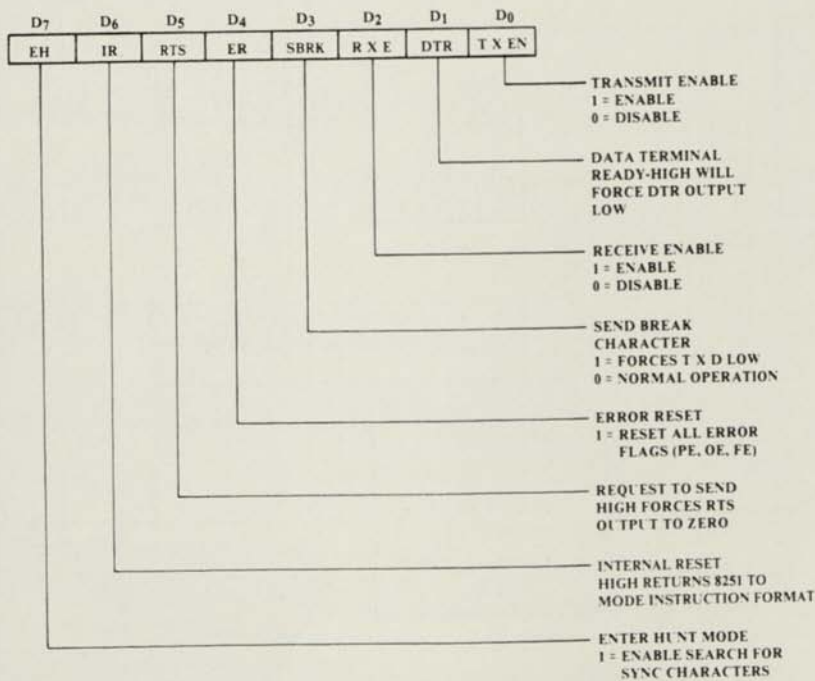 D7 D6 D5 D4 D3 D2 D1 D0
EH IR RTS ER SBRK R X E DTR T X EN
TRANSMIT ENABLE
1 = ENABLE
0 = DISABLE
DATA TERMINAL
READY-HIGH WILL
FORCE DTR OUTPUT
LOW
RECEIVE ENABLE
1 = ENABLE
0 = DISABLE
SEND BREAK
CHARACTER
1 = FORCES T X D LOW
0 = NORMAL OPERATION
ERROR RESET
1 = RESET ALL ERROR
FLAGS (PE, OE, FE)
REQUEST TO SEND
HIGH FORCES RTS
OUTPUT TO ZERO
INTERNAL RESET
HIGH RETURNS 8251 TO
MODE INSTRUCTION FORMAT
ENTER HUNT MODE
1 = ENABLE SEARCH FOR
SYNC CHARACTERS